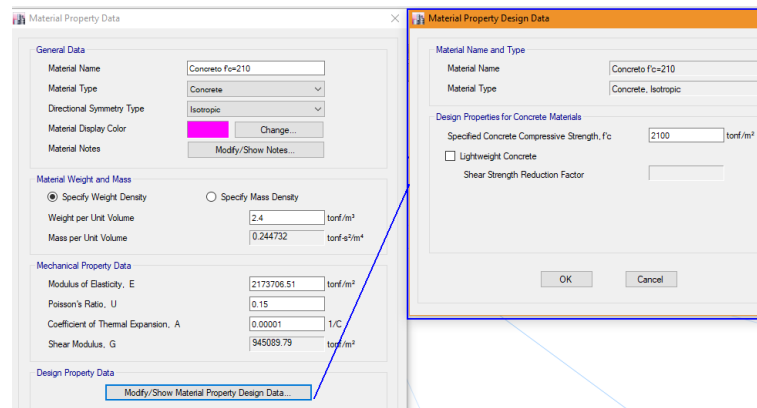 Material Property Data
General Data
Material Name Concreto f'c=210
Material Type Concrete
Directional Symmetry Type Isotropic
Material Display Color Change...
Material Notes Modify/Show Notes...
Material Weight and Mass
Specify Weight Density Specify Mass Density
Weight per Unit Volume 2.4 tonf/m³
Mass per Unit Volume 0.244732 tonf-s²/m⁴
Mechanical Property Data
Modulus of Elasticity, E 2173706.51 tonf/m²
Poisson's Ratio, U 0.15
Coefficient of Thermal Expansion, A 0.00001 1/C
Shear Modulus, G 945089.79 tonf/m²
Design Property Data
Modify/Show Material Property Design Data...
Material Property Design Data
Material Name and Type
Material Name Concreto f'c=210
Material Type Concrete, Isotropic
Design Properties for Concrete Materials
Specified Concrete Compressive Strength, f'c 2100 tonf/m²
Lightweight Concrete
Shear Strength Reduction Factor
OK Cancel